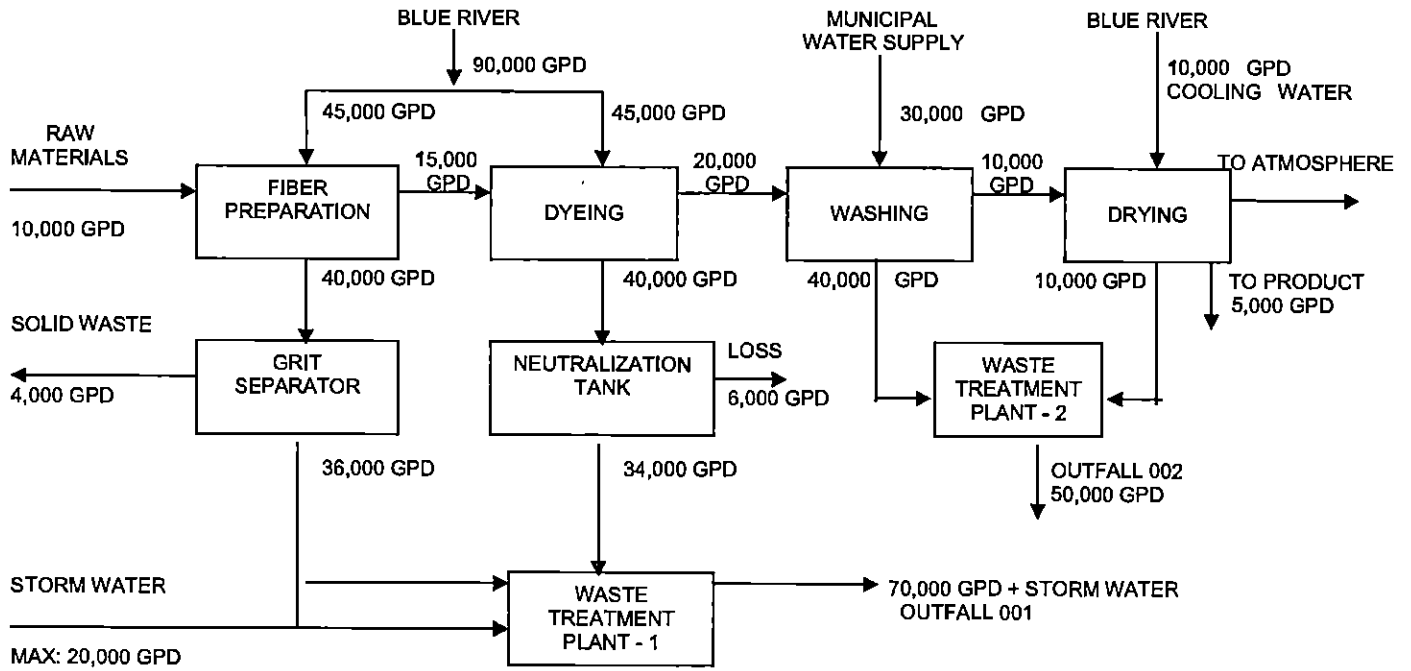 BLUE RIVER
90,000 GPD
45,000 GPD
45,000 GPD
MUNICIPAL
WATER SUPPLY
30,000 GPD
BLUE RIVER
10,000 GPD
COOLING WATER
RAW
MATERIALS
10,000 GPD
FIBER
PREPARATION
15,000
GPD
DYEING
20,000
GPD
WASHING
10,000
GPD
DRYING
TO ATMOSPHERE
40,000 GPD
40,000 GPD
40,000 GPD
10,000 GPD
TO PRODUCT
5,000 GPD
SOLID WASTE
4,000 GPD
GRIT
SEPARATOR
NEUTRALIZATION
TANK
LOSS
6,000 GPD
WASTE
TREATMENT
PLANT - 2
36,000 GPD
34,000 GPD
OUTFALL 002
50,000 GPD
STORM WATER
MAX: 20,000 GPD
WASTE
TREATMENT
PLANT - 1
70,000 GPD + STORM WATER
OUTFALL 001